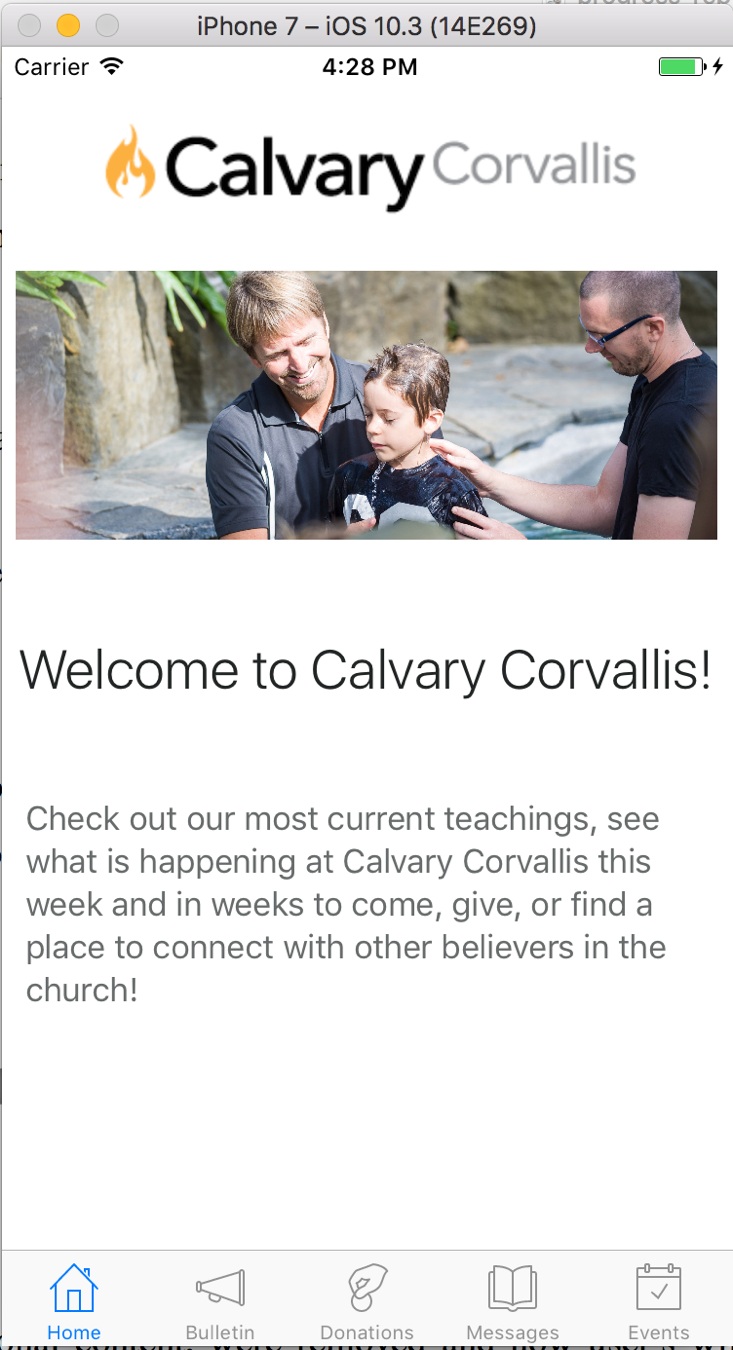 iPhone 7 – iOS 10.3 (14E269)
Carrier 4:28 PM
Calvary Corvallis
Welcome to Calvary Corvallis!
Check out our most current teachings, see
what is happening at Calvary Corvallis this
week and in weeks to come, give, or find a
place to connect with other believers in the
church!
Home Bulletin Donations Messages Events